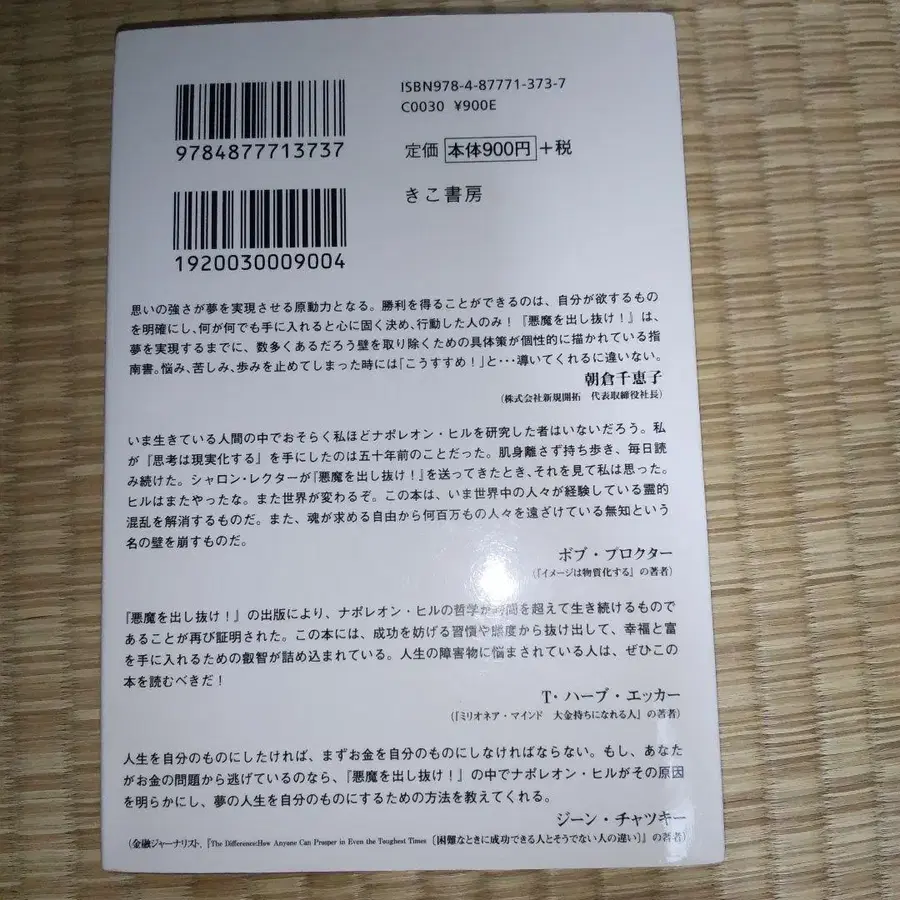 ISBN978-4-87771-373-7
C0030 ¥900E
9784877713737
定価 本体900円+税
きこ書房
1920030009004
思いの強さが夢を実現させる原動力となる。勝利を得ることができるのは、自分が欲するもの
を明確にし、何が何でも手に入れると心に固く決め、行動した人のみ!『悪魔を出し抜け!』は、
夢を実現するまでに、数多くあるだろう壁を取り除くための具体策が個性的に描かれている指
南書。悩み、苦しみ、歩みを止めてしまった時には「こうすすめ!」と・・・導いてくれるに違いない。
朝倉千恵子
(株式会社新規開拓 代表取締役社長)
いま生きている人間の中でおそらく私ほどナポレオン・ヒルを研究した者はいないだろう。私
が『思考は現実化する』を手にしたのは五十年前のことだった。肌身離さず持ち歩き、毎日読
み続けた。シャロン・レクターが『悪魔を出し抜け!』を送ってきたとき、それを見て私は思った。
ヒルはまたやったな。また世界が変わるぞ。この本は、いま世界中の人々が経験している霊的
混乱を解消するものだ。また、魂が求める自由から何百万もの人々を遠ざけている無知という
名の壁を崩すものだ。
ボブ・プロクター
(『イメージは物質化する』の著者)
『悪魔を出し抜け!』の出版により、ナポレオン・ヒルの哲学が時間を超えて生き続けるもので
あることが再び証明された。この本には、成功を妨げる習慣や態度から抜け出して、幸福と富
を手に入れるための叡智が詰め込まれている。人生の障害物に悩まされている人は、ぜひこの
本を読むべきだ!
T・ハーブ・エッカー
(『ミリオネア・マインド 大金持ちになれる人』の著者)
人生を自分のものにしたければ、まずお金を自分のものにしなければならない。もし、あなた
がお金の問題から逃げているのなら、『悪魔を出し抜け!』の中でナポレオン・ヒルがその原因
を明らかにし、夢の人生を自分のものにするための方法を教えてくれる。
ジーン・チャツキー
(金融ジャーナリスト,『The Difference:How Anyone Can Prosper in Even the Toughest Times〔困難なときに成功できる人とそうでない人の違い〕』の著者)